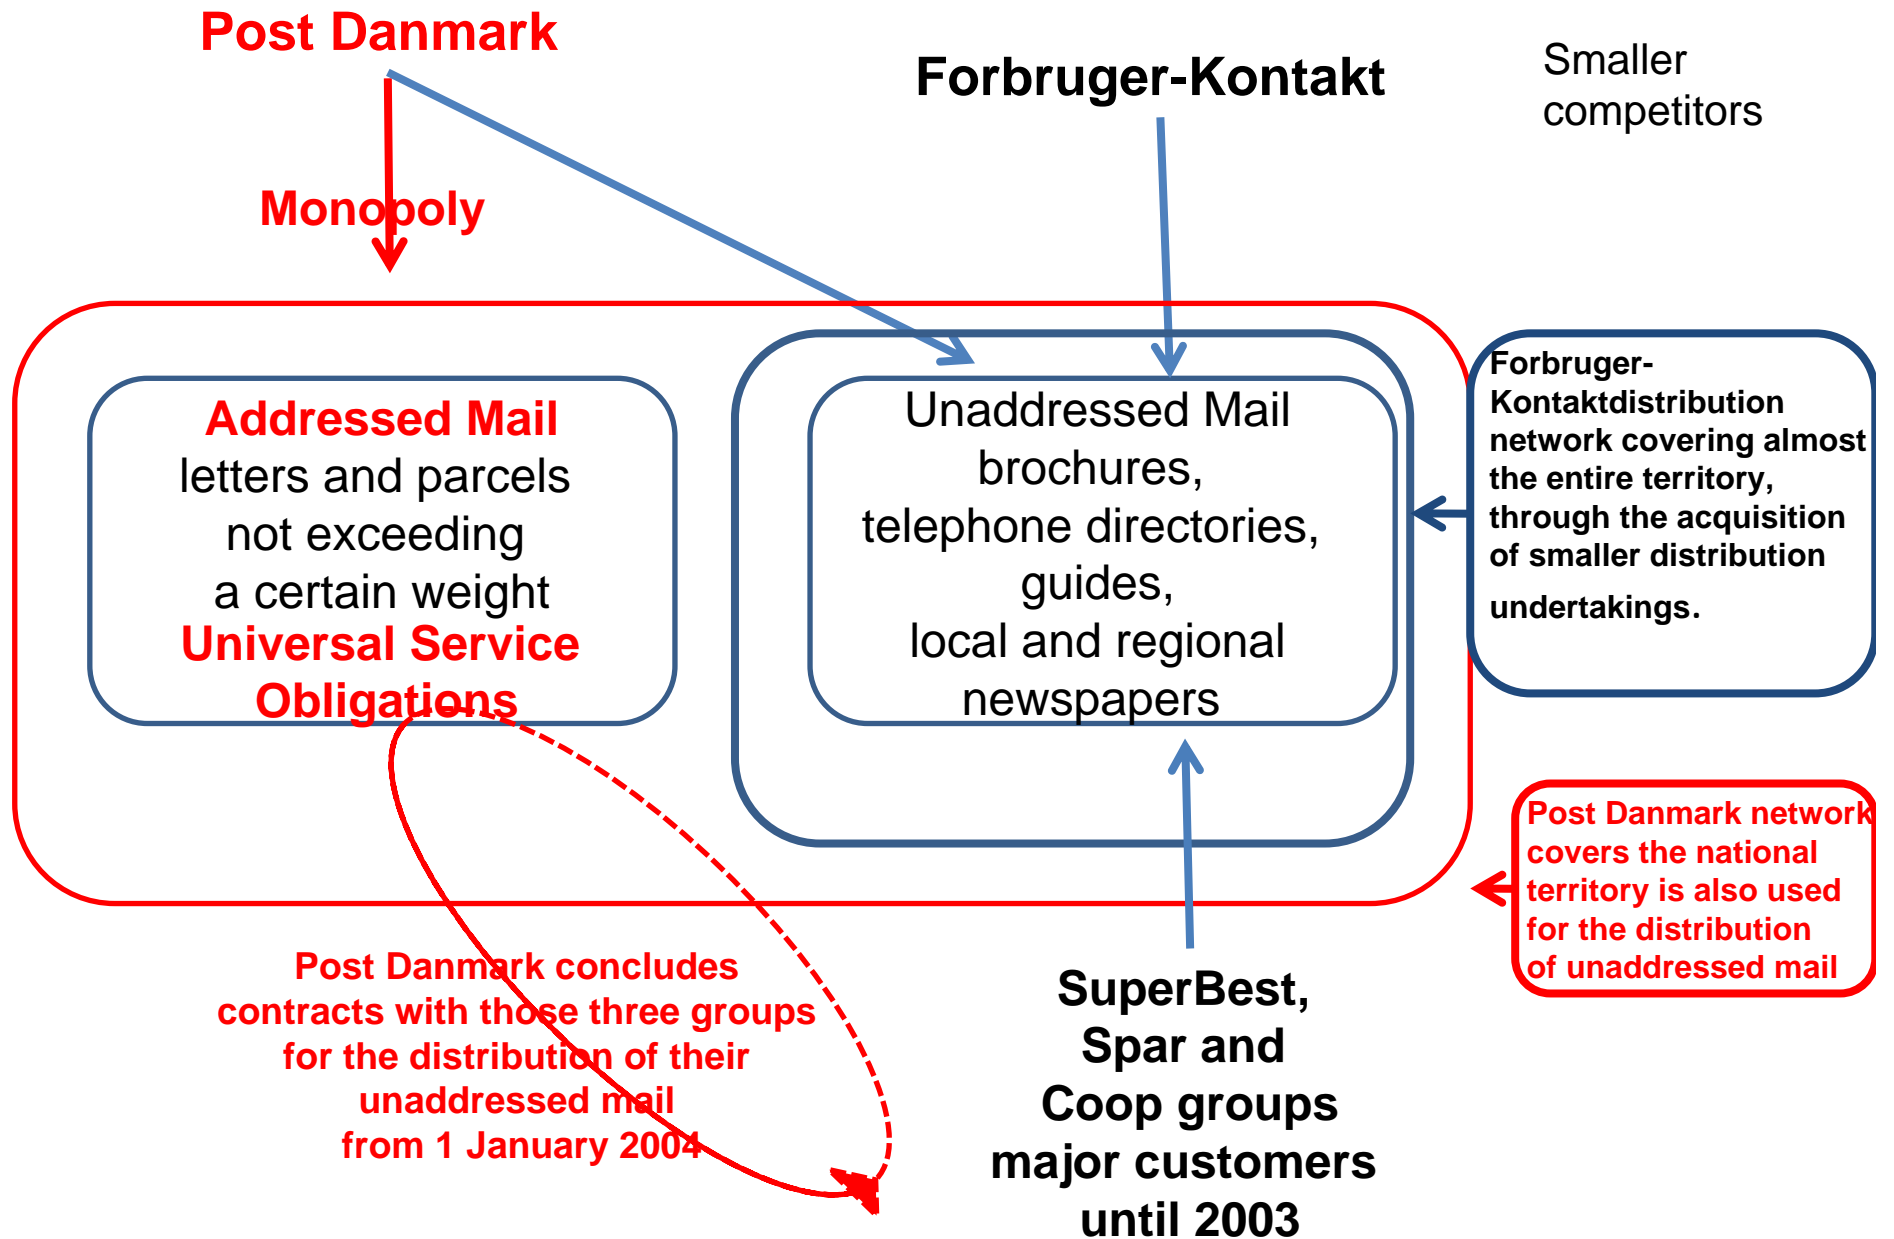 Post Danmark
Forbruger-Kontakt
Smaller
competitors
Monopoly
Addressed Mail
letters and parcels
not exceeding
a certain weight
Universal Service
Obligations
Unaddressed Mail
brochures,
telephone directories,
guides,
local and regional
newspapers
Forbruger-
Kontaktdistribution
network covering almost
the entire territory,
through the acquisition
of smaller distribution
undertakings.
Post Danmark network
covers the national
territory is also used
for the distribution
of unaddressed mail
Post Danmark concludes
contracts with those three groups
for the distribution of their
unaddressed mail
from 1 January 2004
SuperBest,
Spar and
Coop groups
major customers
until 2003